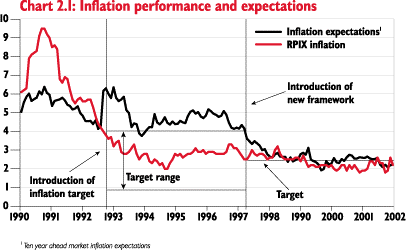 Chart 2.1: Inflation performance and expectations
10
9
8
7
6
5
4
3
2
1
0
Inflation expectations¹
RPIX inflation
Introduction of
new framework
Introduction of
inflation target
Target range
Target
1990 1991 1992 1993 1994 1995 1996 1997 1998 1999 2000 2001 2002
¹ Ten year ahead market inflation expectations